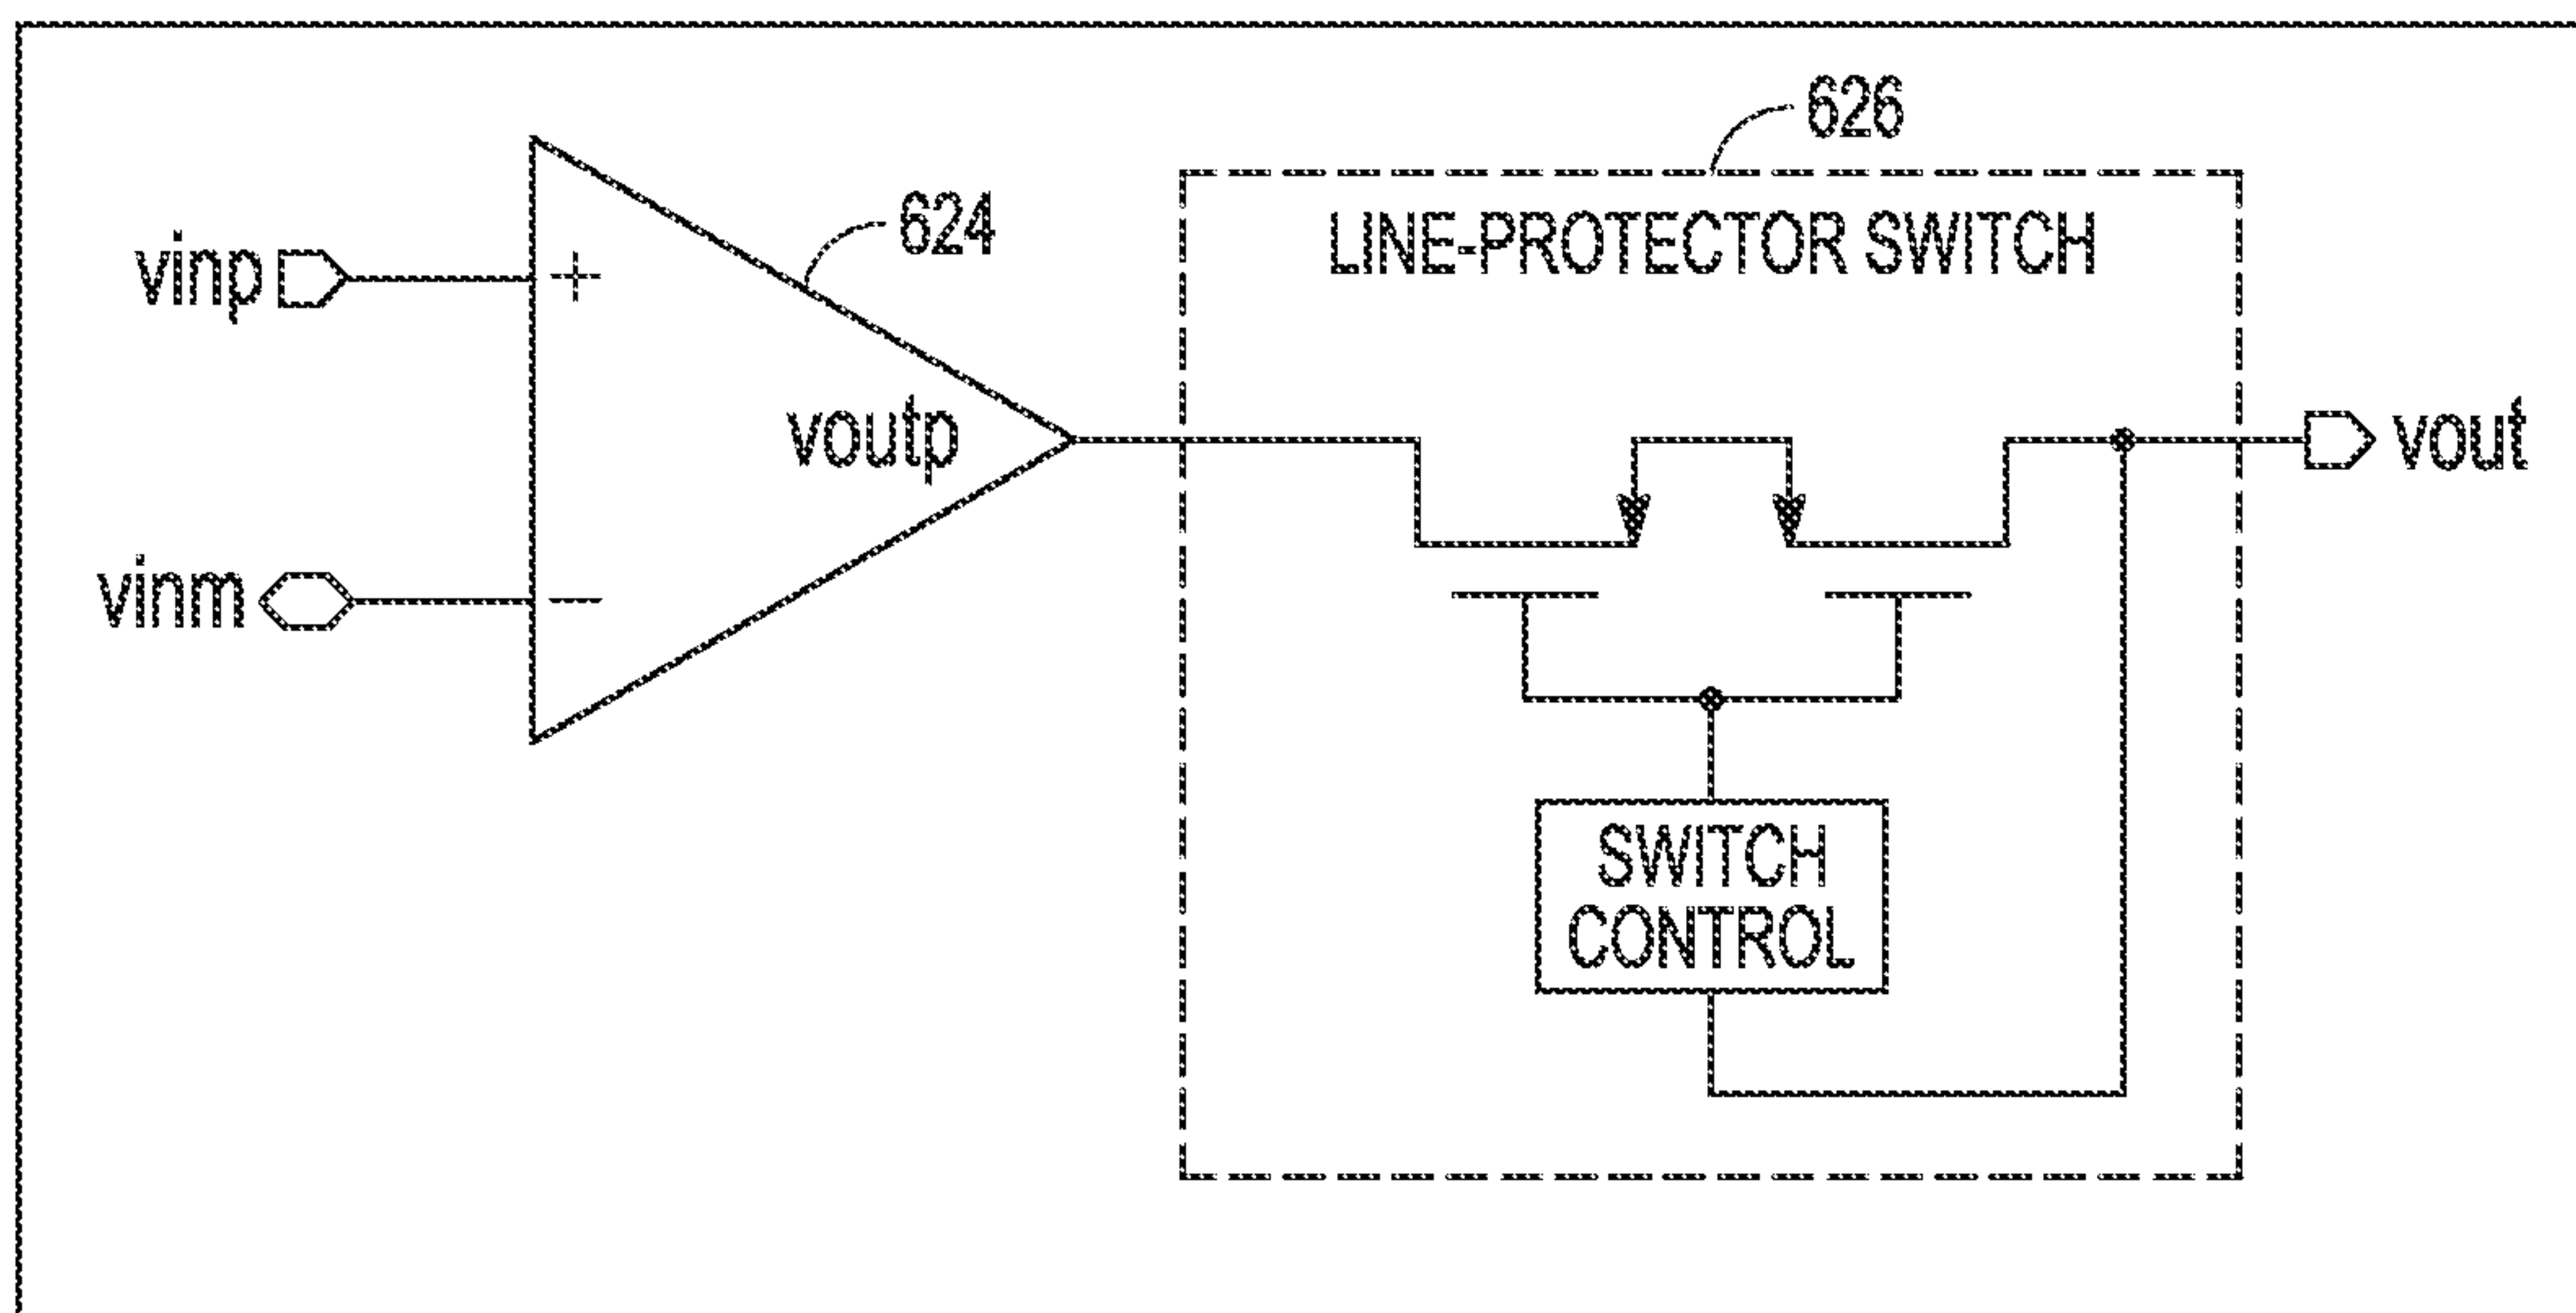 626
624
LINE-PROTECTOR SWITCH
vinp
+
voutp
vout
vinm
−
SWITCH
CONTROL